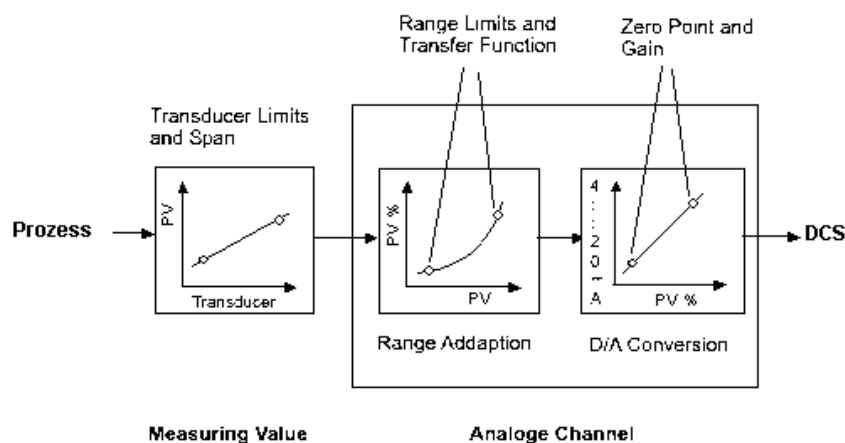 Range Limits and
Transfer Function
Zero Point and
Gain
Transducer Limits
and Span
Prozess
PV
Transducer
PV %
PV
Range Addaption
4
:
:
2
0
A
PV %
D/A Conversion
DCS
Measuring Value
Analoge Channel